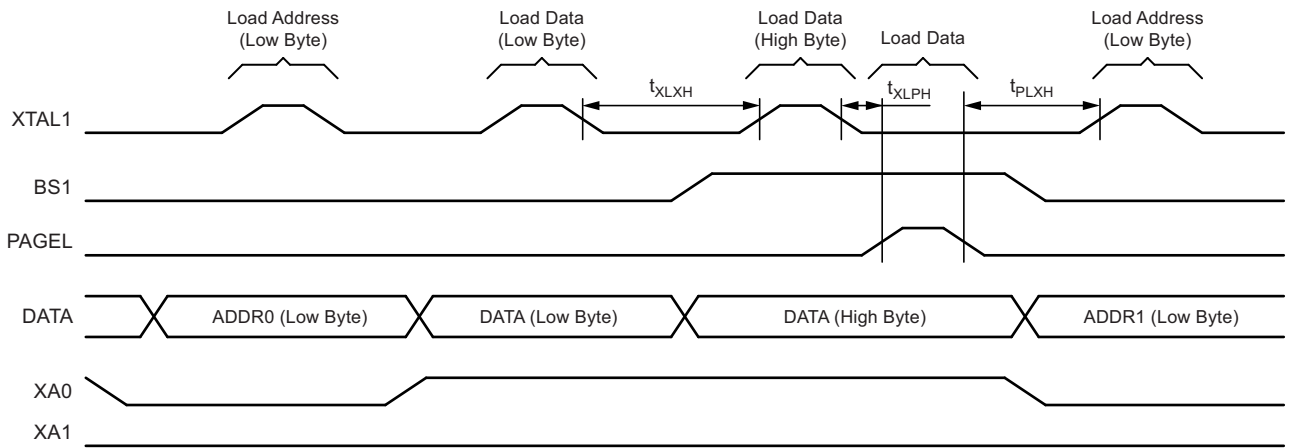 Load Address
(Low Byte)
Load Data
(Low Byte)
Load Data
(High Byte)
Load Data
Load Address
(Low Byte)
tXLXH
tXLPH
tPLXH
XTAL1
BS1
PAGEL
DATA
ADDR0 (Low Byte)
DATA (Low Byte)
DATA (High Byte)
ADDR1 (Low Byte)
XA0
XA1